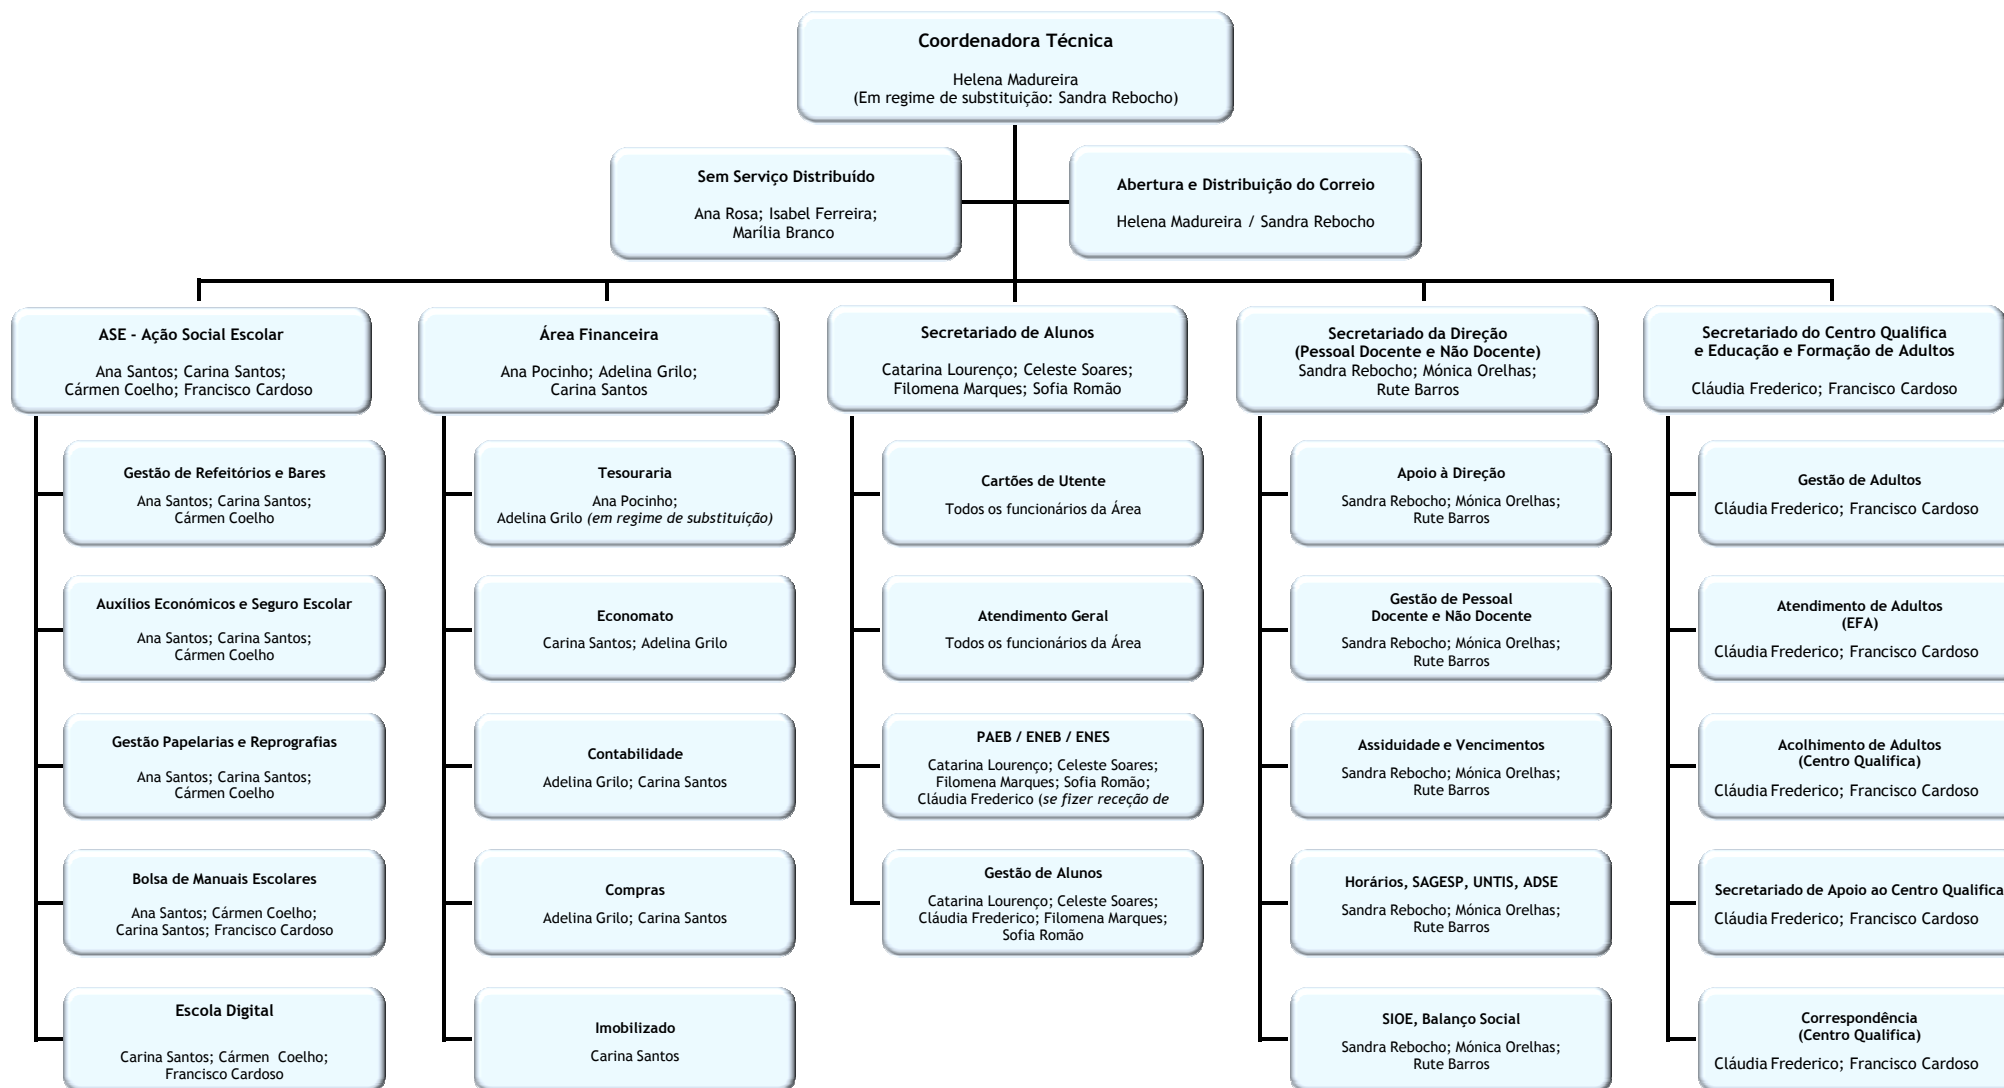 Coordenadora Técnica
Helena Madureira
(Em regime de substituição: Sandra Rebocho)
Sem Serviço Distribuído
Ana Rosa; Isabel Ferreira;
Marília Branco
Abertura e Distribuição do Correio
Helena Madureira / Sandra Rebocho
ASE - Ação Social Escolar
Ana Santos; Carina Santos;
Cármen Coelho; Francisco Cardoso
Gestão de Refeitórios e Bares
Ana Santos; Carina Santos;
Cármen Coelho
Auxílios Económicos e Seguro Escolar
Ana Santos; Carina Santos;
Cármen Coelho
Gestão Papelarias e Reprografias
Ana Santos; Carina Santos;
Cármen Coelho
Bolsa de Manuais Escolares
Ana Santos; Cármen Coelho;
Carina Santos; Francisco Cardoso
Escola Digital
Carina Santos; Cármen Coelho;
Francisco Cardoso
Área Financeira
Ana Pocinho; Adelina Grilo;
Carina Santos
Tesouraria
Ana Pocinho;
Adelina Grilo (em regime de substituíção)
Economato
Carina Santos; Adelina Grilo
Contabilidade
Adelina Grilo; Carina Santos
Compras
Adelina Grilo; Carina Santos
Imobilizado
Carina Santos
Secretariado de Alunos
Catarina Lourenço; Celeste Soares;
Filomena Marques; Sofia Romão
Cartões de Utente
Todos os funcionários da Área
Atendimento Geral
Todos os funcionários da Área
PAEB / ENEB / ENES
Catarina Lourenço; Celeste Soares;
Filomena Marques; Sofia Romão;
Cláudia Frederico (se fizer receção de
Gestão de Alunos
Catarina Lourenço; Celeste Soares;
Cláudia Frederico; Filomena Marques;
Sofia Romão
Secretariado da Direção
(Pessoal Docente e Não Docente)
Sandra Rebocho; Mónica Orelhas;
Rute Barros
Apoio à Direção
Sandra Rebocho; Mónica Orelhas;
Rute Barros
Gestão de Pessoal
Docente e Não Docente
Sandra Rebocho; Mónica Orelhas;
Rute Barros
Assiduidade e Vencimentos
Sandra Rebocho; Mónica Orelhas;
Rute Barros
Horários, SAGESP, UNTIS, ADSE
Sandra Rebocho; Mónica Orelhas;
Rute Barros
SIOE, Balanço Social
Sandra Rebocho; Mónica Orelhas;
Rute Barros
Secretariado do Centro Qualifica
e Educação e Formação de Adultos
Cláudia Frederico; Francisco Cardoso
Gestão de Adultos
Cláudia Frederico; Francisco Cardoso
Atendimento de Adultos
(EFA)
Cláudia Frederico; Francisco Cardoso
Acolhimento de Adultos
(Centro Qualifica)
Cláudia Frederico; Francisco Cardoso
Secretariado de Apoio ao Centro Qualifica
Cláudia Frederico; Francisco Cardoso
Correspondência
(Centro Qualifica)
Cláudia Frederico; Francisco Cardoso